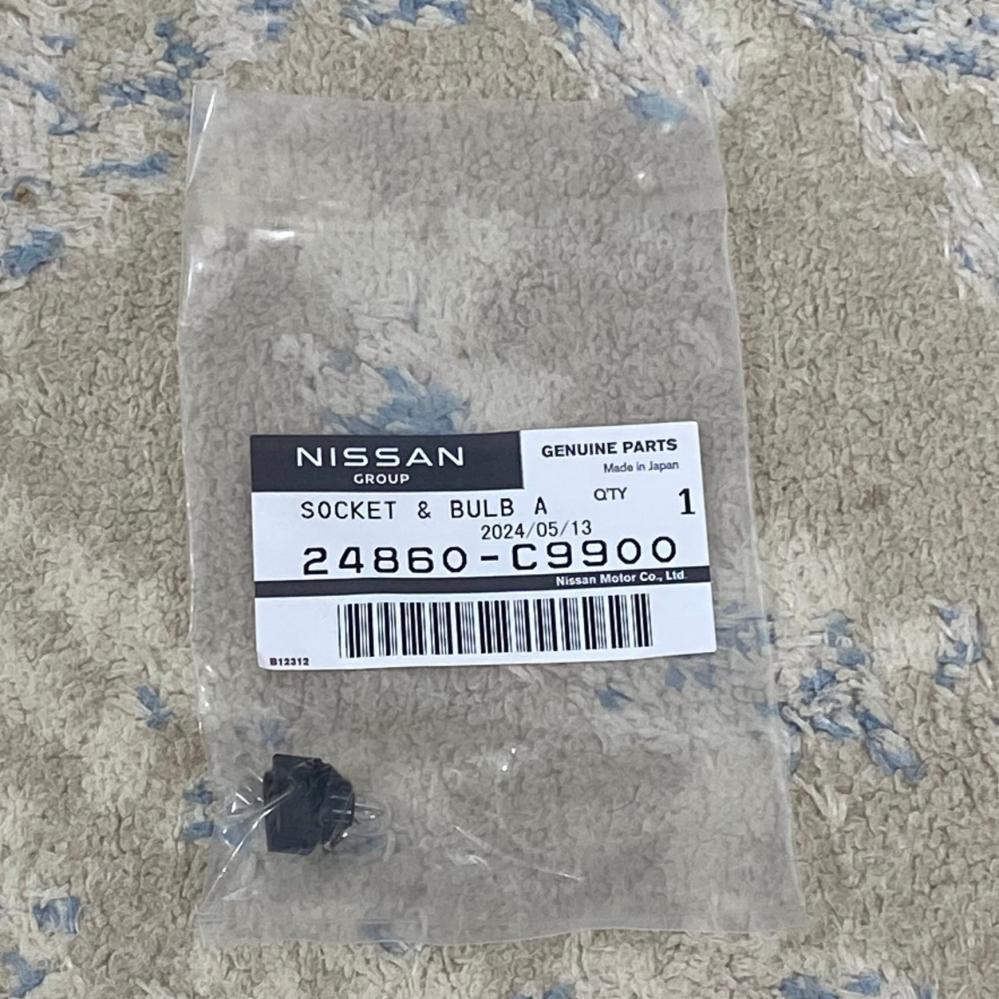 NISSAN
GROUP
GENUINE PARTS
Made in Japan
SOCKET & BULB A
Q'TY 1
2024/05/13
24860-C9900
Nissan Motor Co., Ltd.
B12312